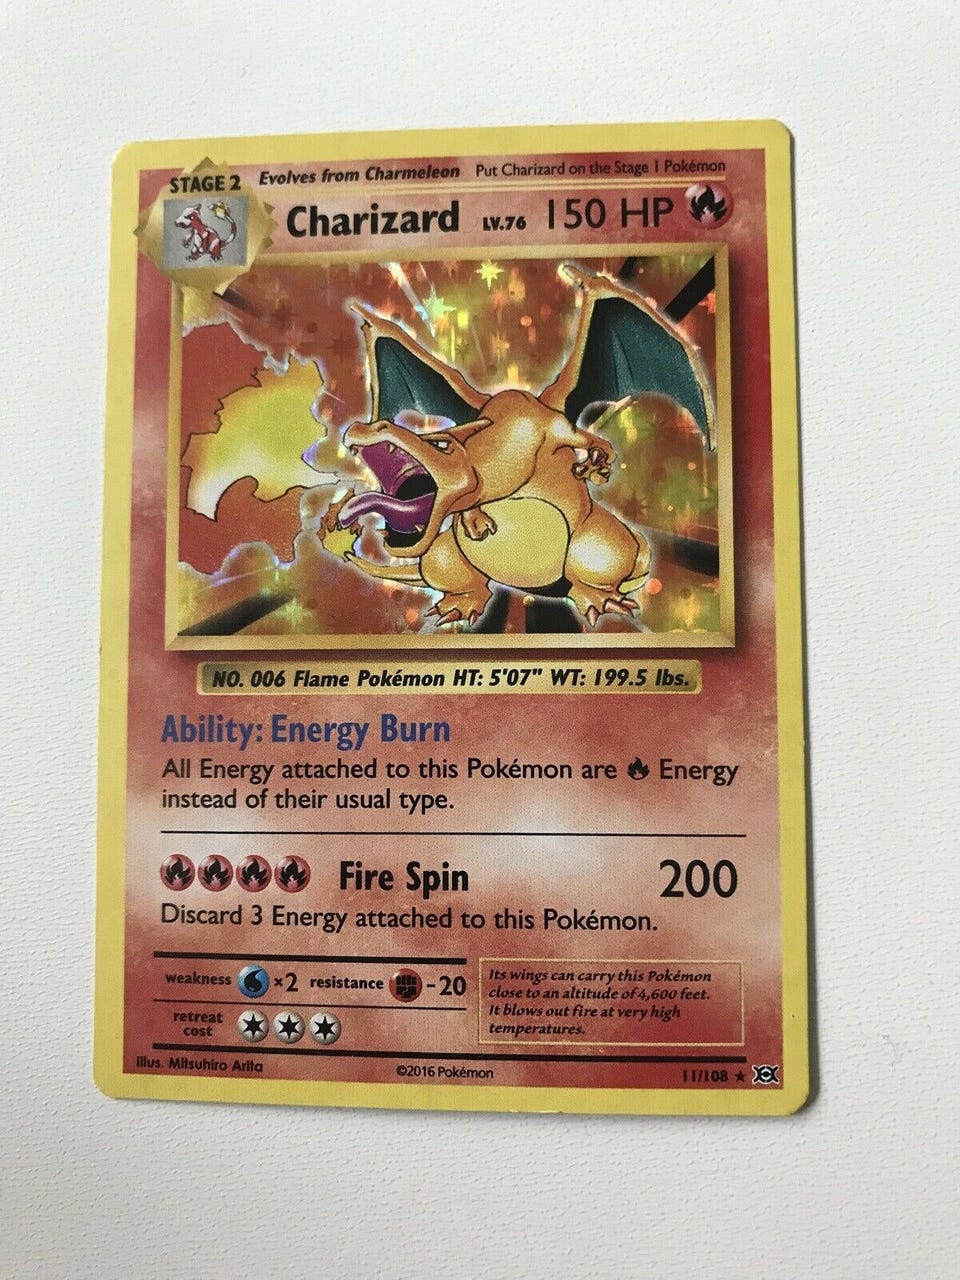 STAGE 2 Evolves from Charmeleon Put Charizard on the Stage 1 Pokémon
Charizard LV.76 150 HP
NO. 006 Flame Pokémon HT: 5'07" WT: 199.5 lbs.
Ability: Energy Burn
All Energy attached to this Pokémon are Energy
instead of their usual type.
Fire Spin 200
Discard 3 Energy attached to this Pokémon.
weakness ×2 resistance -20
retreat
cost
Its wings can carry this Pokémon
close to an altitude of 4,600 feet.
It blows out fire at very high
temperatures.
Illus. Mitsuhiro Arita
©2016 Pokémon
11/108 ★